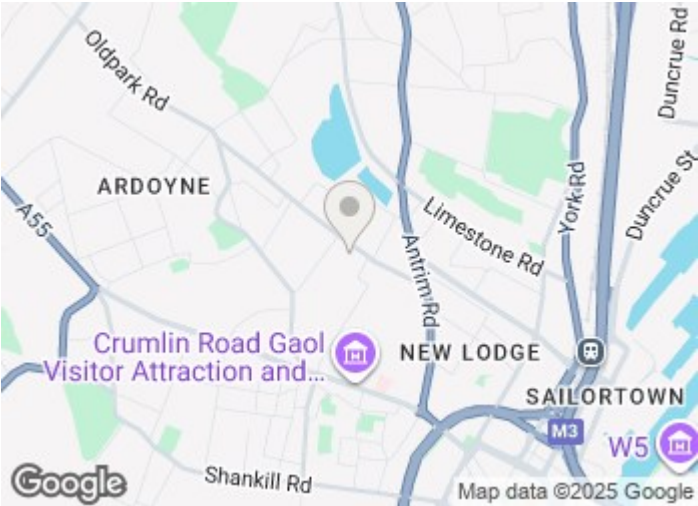 Oldpark Rd
Duncrue Rd
ARDOYNE
A55
Limestone Rd
York Rd
Duncrue St
Antrim Rd
Crumlin Road Gaol
Visitor Attraction and...
NEW LODGE
SAILORTOWN
M3
W5
Shankill Rd
Google
Map data ©2025 Google